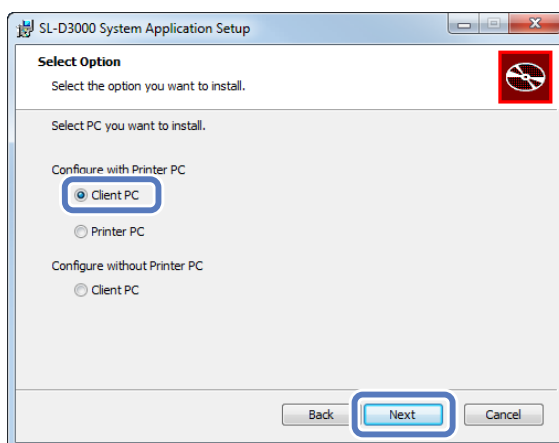 SL-D3000 System Application Setup
Select Option
Select the option you want to install.
Select PC you want to install.
Configure with Printer PC
Client PC
Printer PC
Configure without Printer PC
Client PC
Back Next Cancel